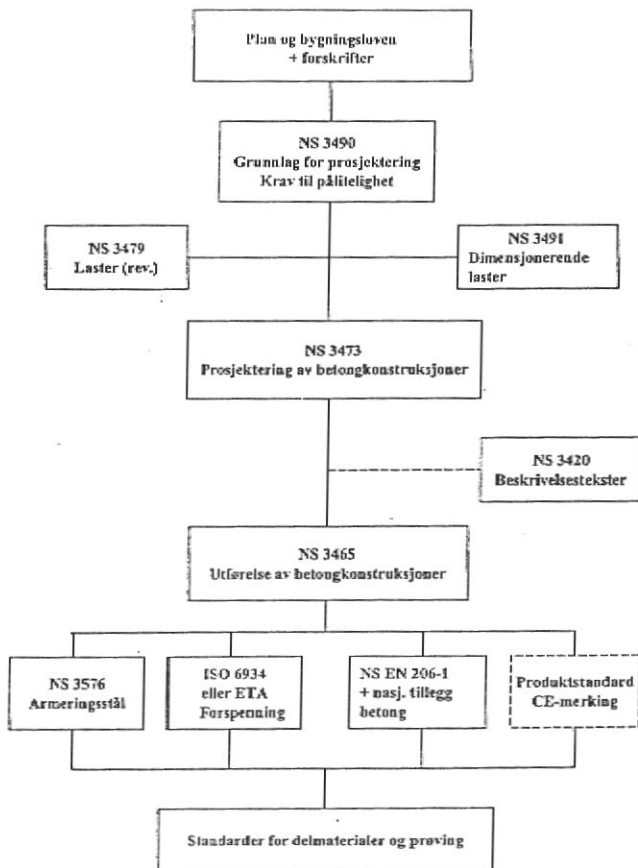 Plan og bygningsloven
+ forskrifter
NS 3490
Grunnlag for prosjektering
Krav til pålitelighet
NS 3479
Laster (rev.)
NS 3491
Dimensjonerende
laster
NS 3473
Prosjektering av betongkonstruksjoner
NS 3420
Beskrivelsestekster
NS 3465
Utførelse av betongkonstruksjoner
NS 3576
Armeringsstål
ISO 6934
eller ETA
Forspenning
NS EN 206-1
+ nasj. tillegg
betong
Produktstandard
CE-merking
Standarder for delmaterialer og prøving